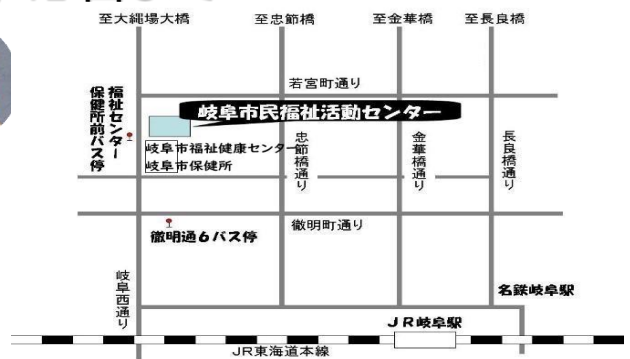 至大縄場大橋
至忠節橋
至金華橋
至長良橋
若宮町通り
福祉センター
保健所前バス停
岐阜市民福祉活動センター
岐阜市福祉健康センター
岐阜市保健所
忠節橋通り
金華橋通り
長良橋通り
徹明通6バス停
徹明町通り
岐阜西通り
名鉄岐阜駅
JR岐阜駅
JR東海道本線